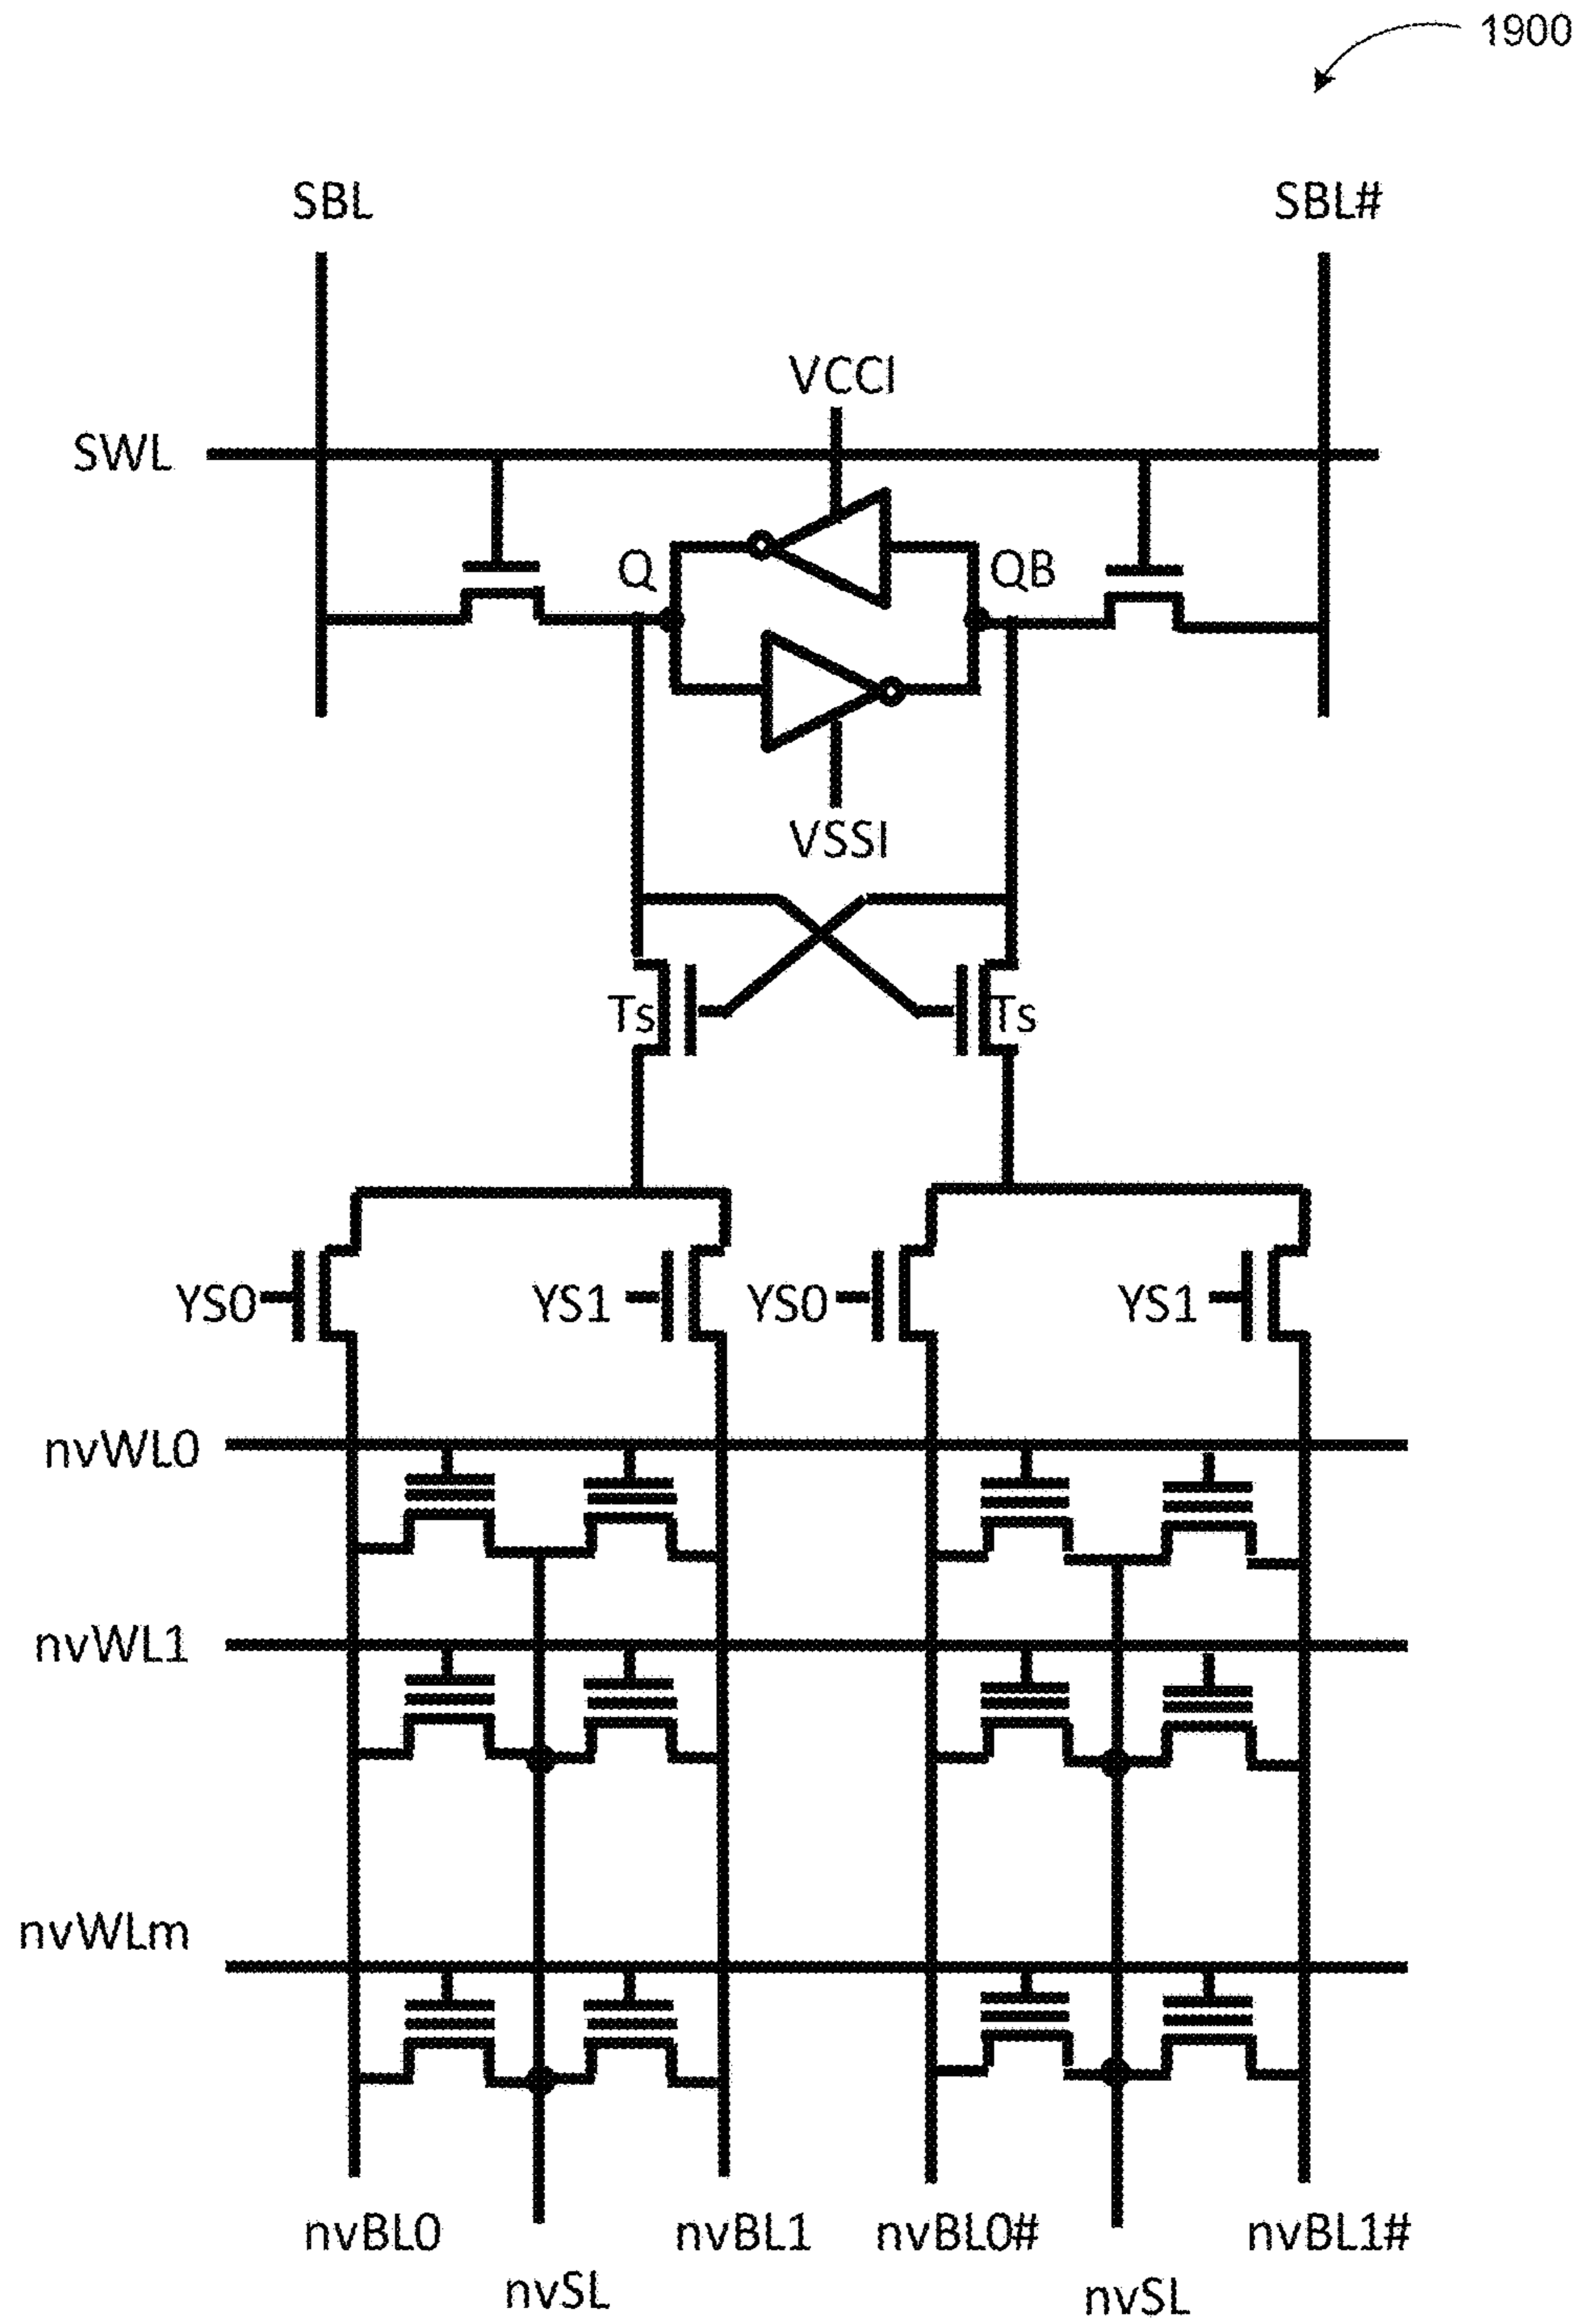 1900
SBL SBL#
VCCI
SWL
Q QB
VSSI
Ts Ts
YS0 YS1 YS0 YS1
nvWL0
nvWL1
nvWLm
nvBL0 nvBL1 nvBL0# nvBL1#
nvSL nvSL